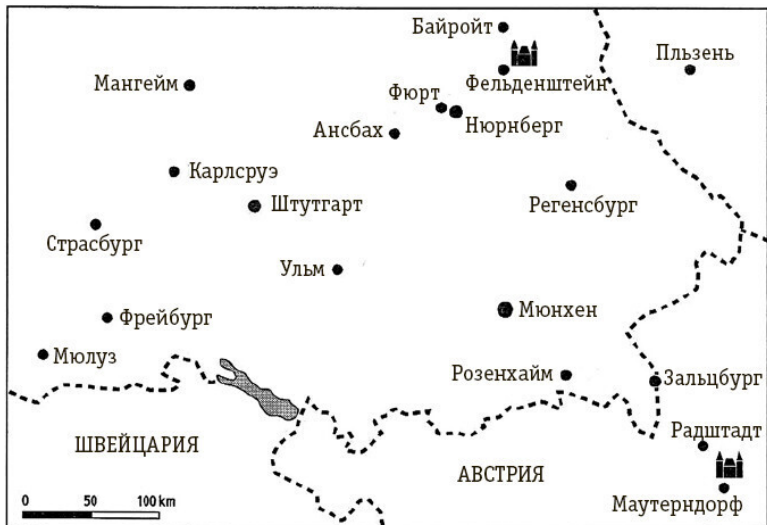 Байройт
Пльзень
Фельденштейн
Мангейм
Фюрт
Нюрнберг
Ансбах
Карлсруэ
Штутгарт
Регенсбург
Страсбург
Ульм
Мюнхен
Фрейбург
Мюлуз
Розенхайм
Зальцбург
Радштадт
ШВЕЙЦАРИЯ
АВСТРИЯ
Маутерндорф
0 50 100 km